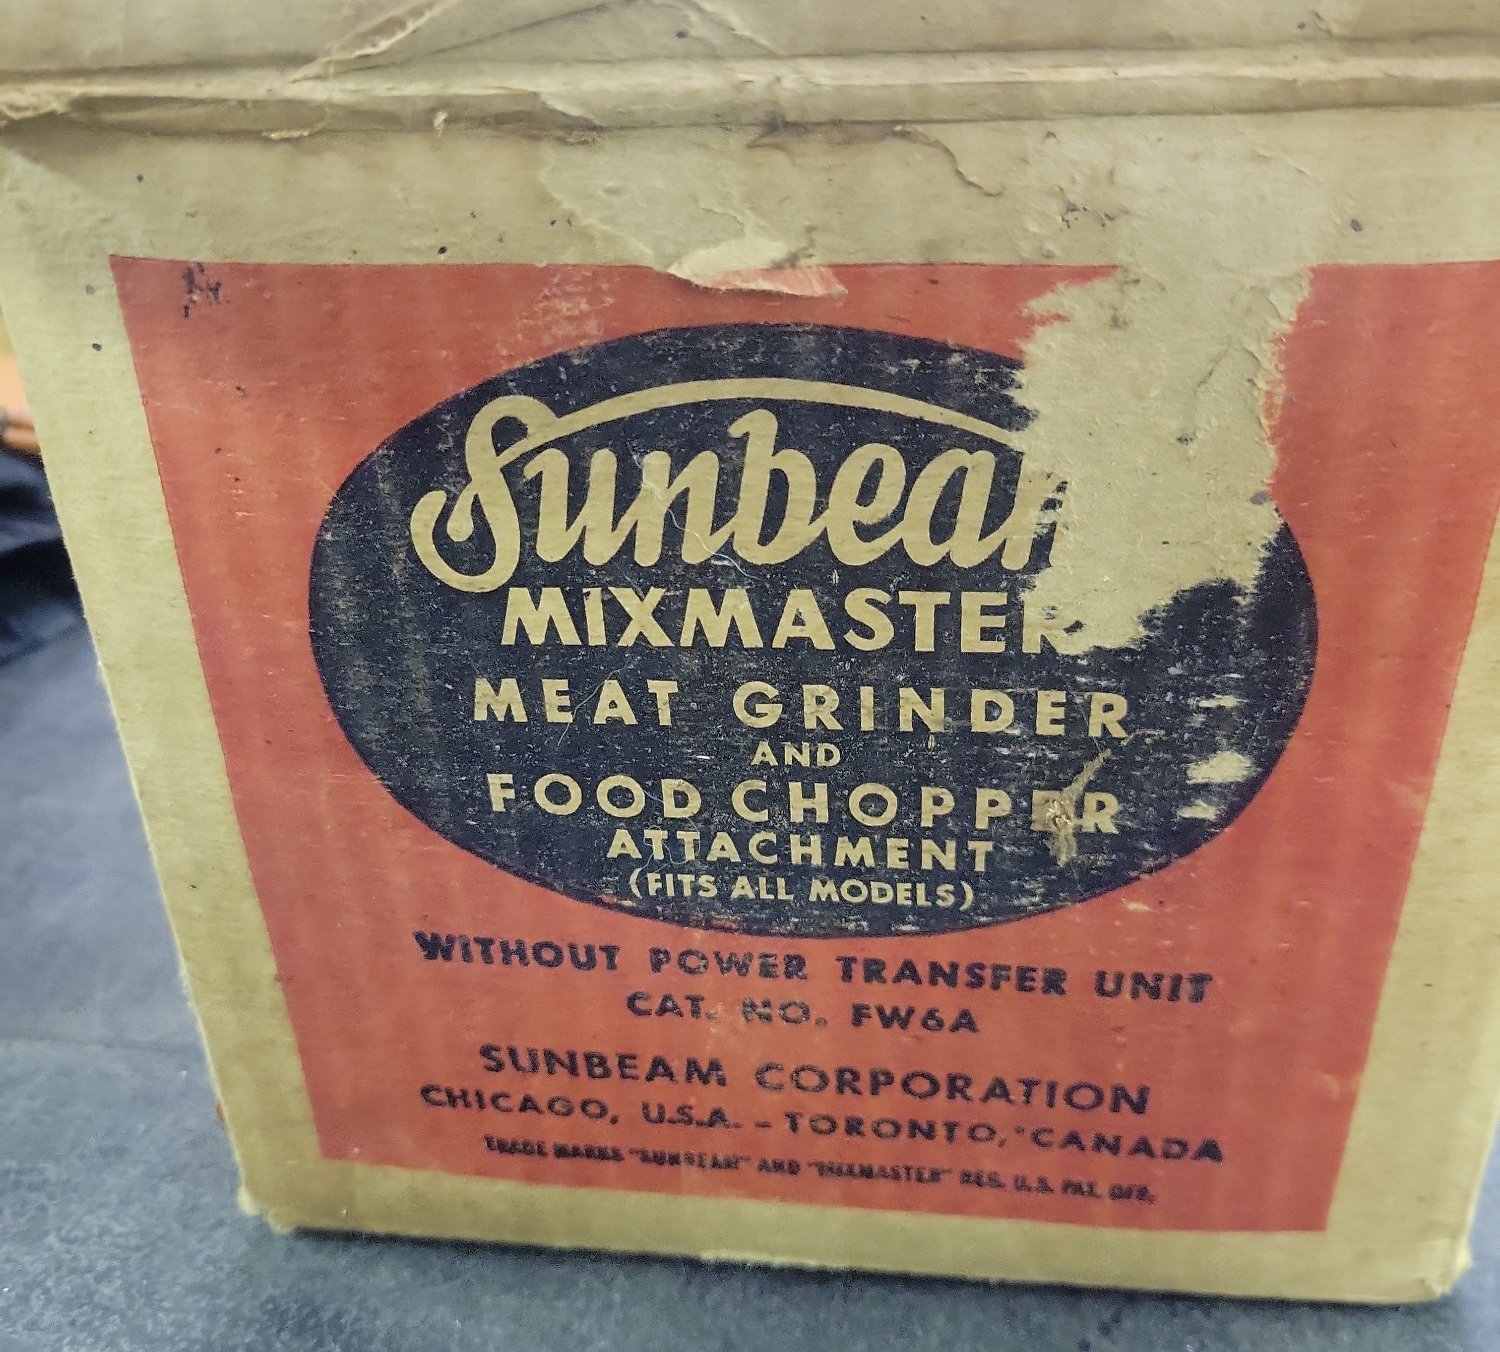 Sunbeam
MIXMASTER
MEAT GRINDER
AND
FOOD CHOPPER
ATTACHMENT
(FITS ALL MODELS)
WITHOUT POWER TRANSFER UNIT
CAT. NO. FW6A
SUNBEAM CORPORATION
CHICAGO, U.S.A. - TORONTO, CANADA
TRADE MARKS "SUNBEAM" AND "MIXMASTER" REG. U.S. PAT. OFF.